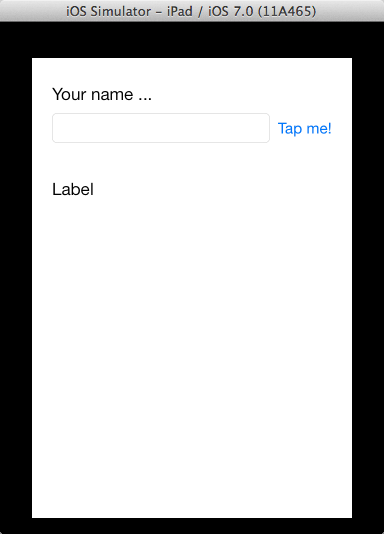 iOS Simulator – iPad / iOS 7.0 (11A465)
Your name ...
Tap me!
Label